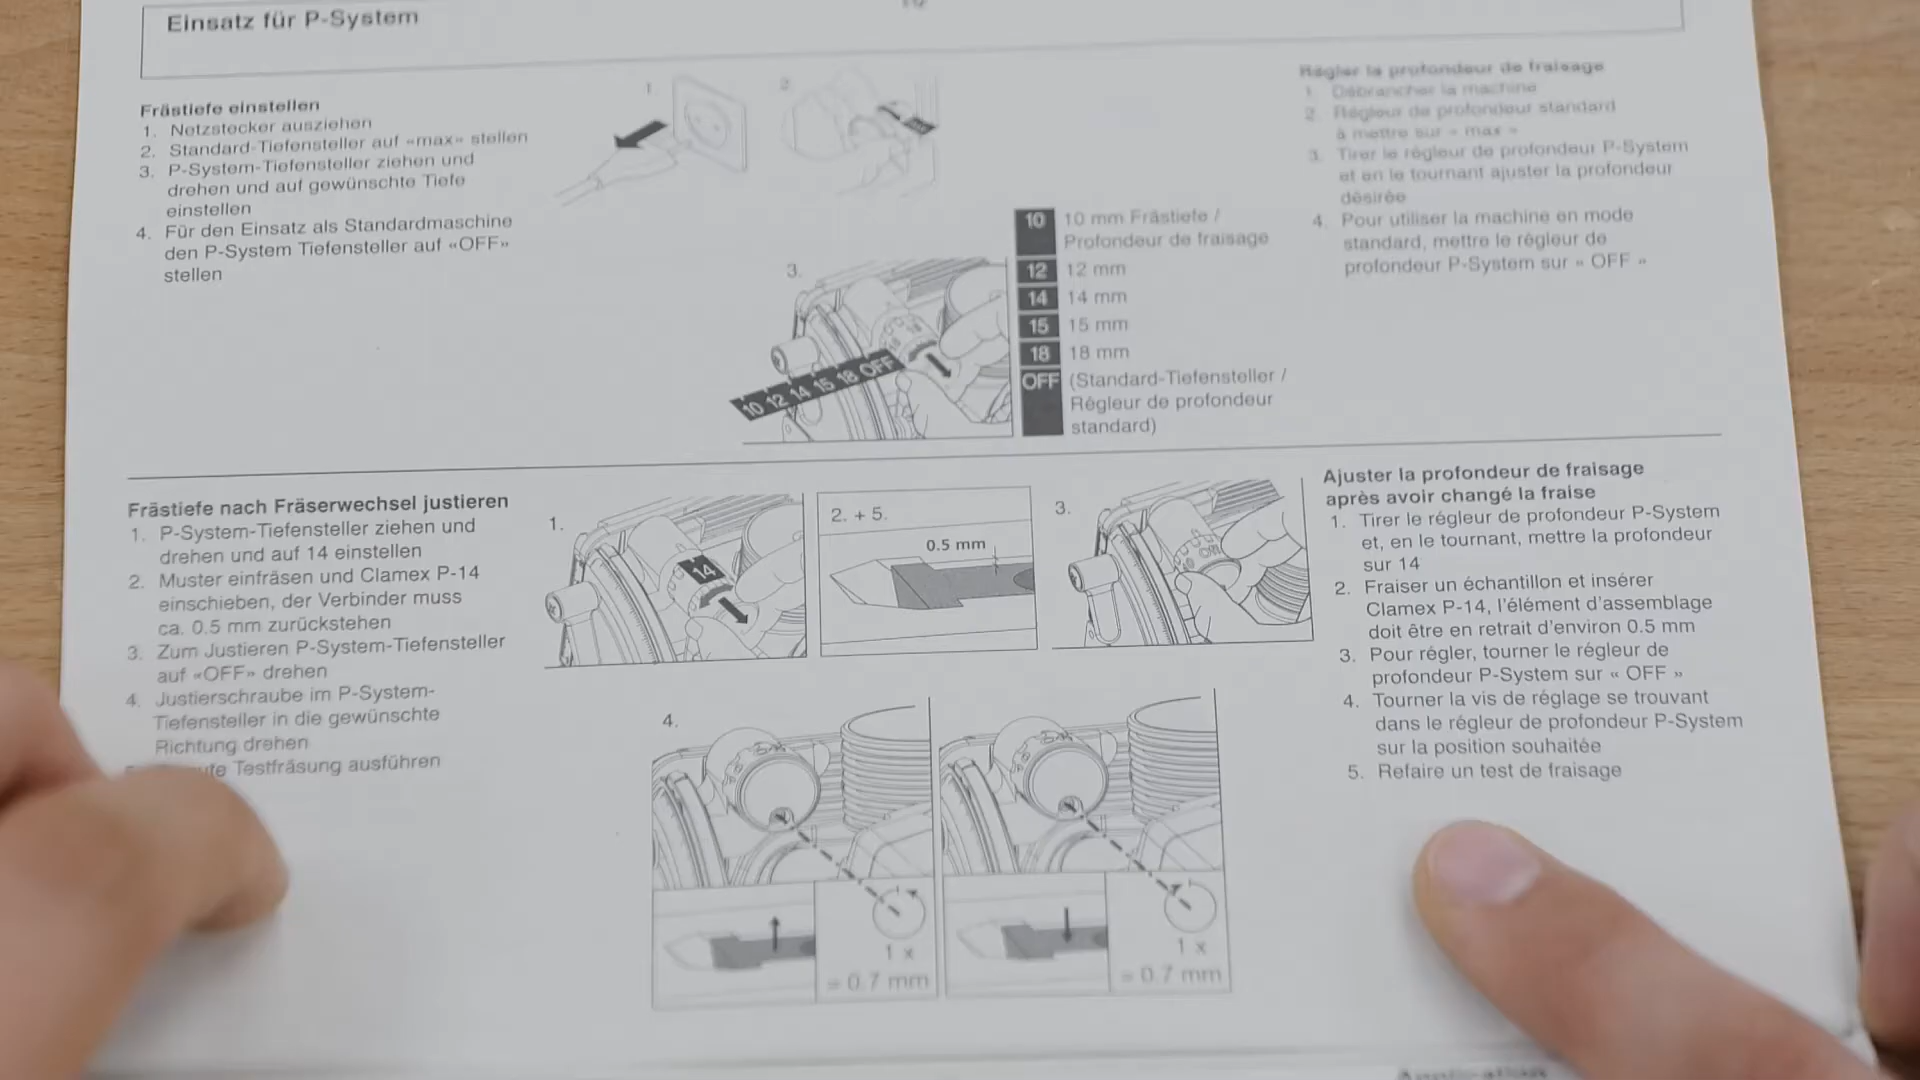 Einsatz für P-System
Frästiefe einstellen
1. Netzstecker ausziehen
2. Standard-Tiefensteller auf «max» stellen
3. P-System-Tiefensteller ziehen und
drehen und auf gewünschte Tiefe
einstellen
4. Für den Einsatz als Standardmaschine
den P-System Tiefensteller auf «OFF»
stellen
1.
2.
3.
10 12 14 15 18 OFF
10 10 mm Frästiefe /
Profondeur de fraisage
12 12 mm
14 14 mm
15 15 mm
18 18 mm
OFF (Standard-Tiefensteller /
Régleur de profondeur
standard)
Régler la profondeur de fraisage
1. Débrancher la machine
2. Régleur de profondeur standard
à mettre sur « max »
3. Tirer le régleur de profondeur P-System
et en le tournant ajuster la profondeur
désirée
4. Pour utiliser la machine en mode
standard, mettre le régleur de
profondeur P-System sur « OFF »
Frästiefe nach Fräserwechsel justieren
1. P-System-Tiefensteller ziehen und
drehen und auf 14 einstellen
2. Muster einfräsen und Clamex P-14
einschieben, der Verbinder muss
ca. 0.5 mm zurückstehen
3. Zum Justieren P-System-Tiefensteller
auf «OFF» drehen
4. Justierschraube im P-System-
Tiefensteller in die gewünschte
Richtung drehen
Testfräsung ausführen
1.
14
2. + 5.
0.5 mm
3.
4.
1 x
= 0.7 mm
1 x
= 0.7 mm
Ajuster la profondeur de fraisage
après avoir changé la fraise
1. Tirer le régleur de profondeur P-System
et, en le tournant, mettre la profondeur
sur 14
2. Fraiser un échantillon et insérer
Clamex P-14, l'élément d'assemblage
doit être en retrait d'environ 0.5 mm
3. Pour régler, tourner le régleur de
profondeur P-System sur « OFF »
4. Tourner la vis de réglage se trouvant
dans le régleur de profondeur P-System
sur la position souhaitée
5. Refaire un test de fraisage